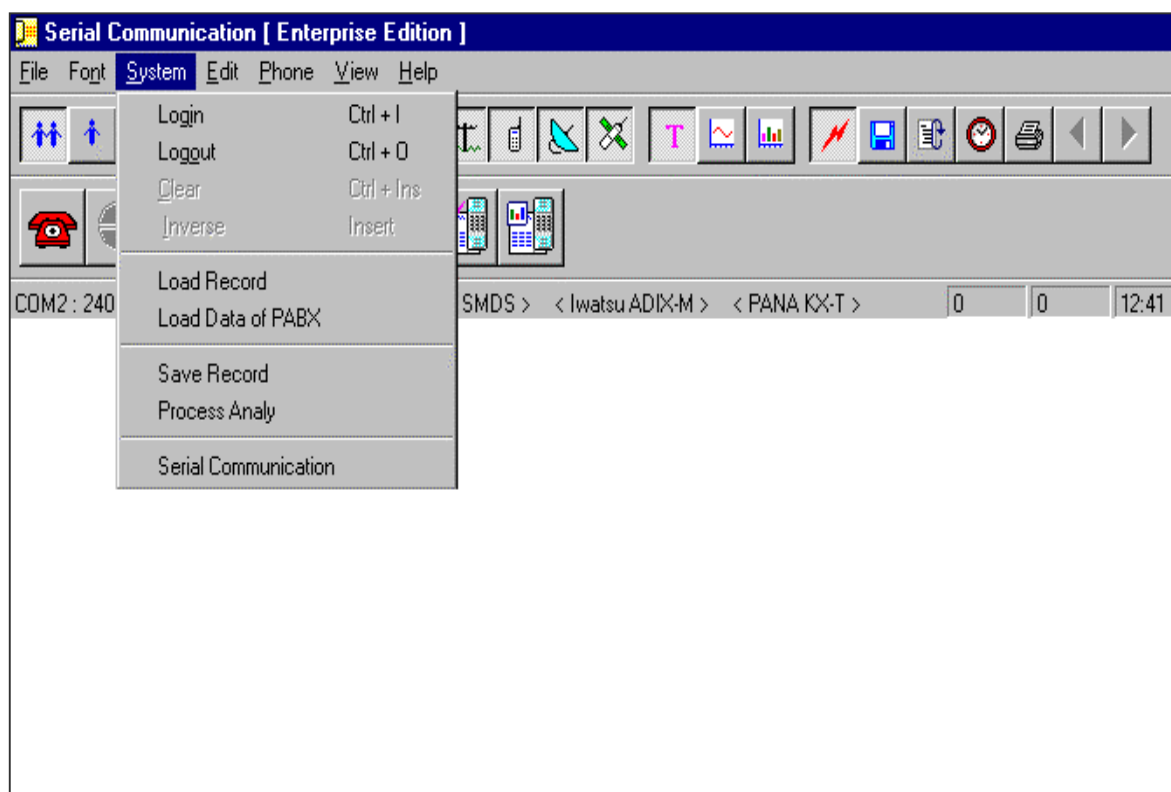 Serial Communication [ Enterprise Edition ]
File Font System Edit Phone View Help
Login Ctrl + I
Logout Ctrl + O
T
Clear Ctrl + Ins
Inverse Insert
Load Record
COM2 : 240 SMDS > < Iwatsu ADIX-M > < PANA KX-T > 0 0 12:41
Load Data of PABX
Save Record
Process Analy
Serial Communication